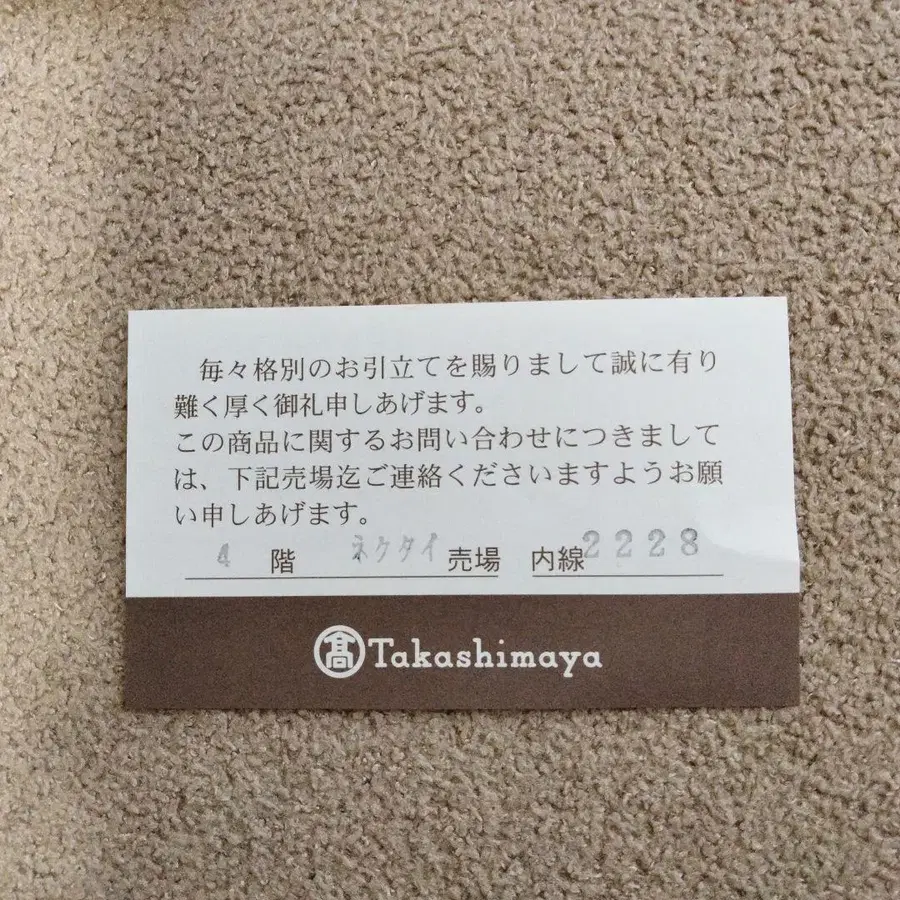 毎々格別のお引立てを賜りまして誠に有り
難く厚く御礼申しあげます。
この商品に関するお問い合わせにつきまして
は、下記売場迄ご連絡くださいますようお願
い申しあげます。
4 階 ネクタイ 売場 内線 2228
髙 Takashimaya